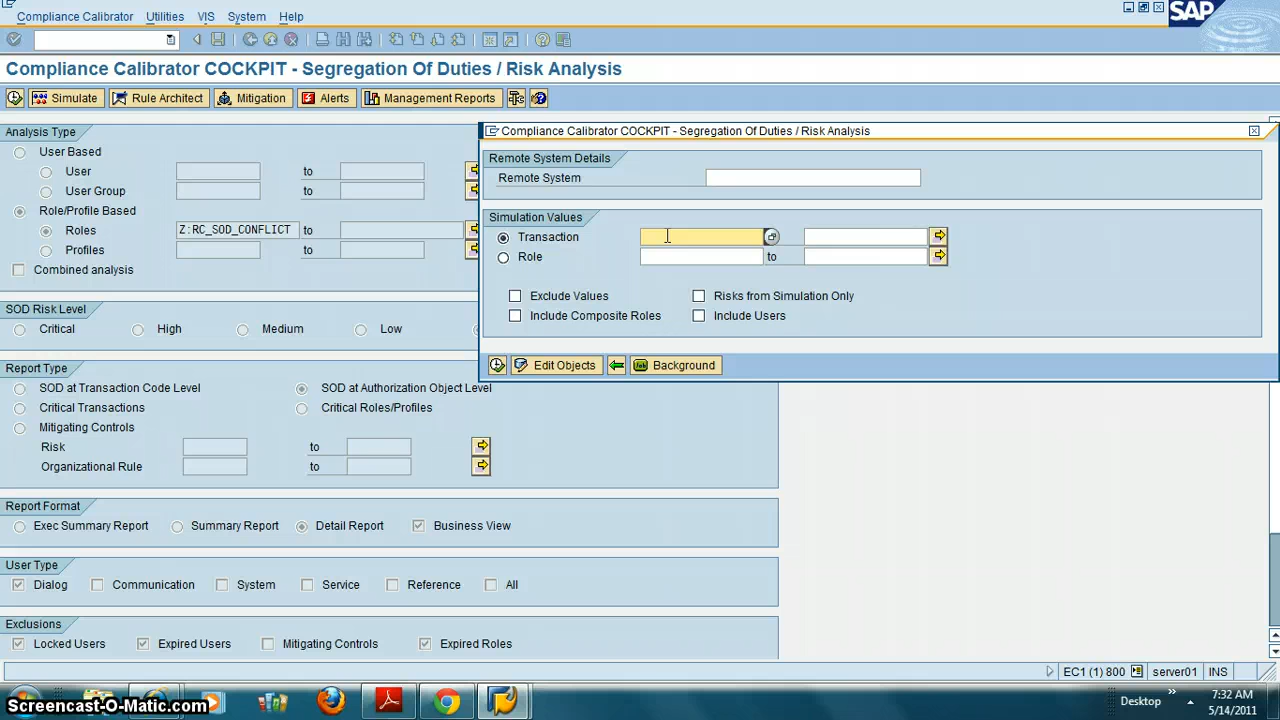 Compliance Calibrator Utilities VIS System Help
SAP
Compliance Calibrator COCKPIT - Segregation Of Duties / Risk Analysis
Simulate Rule Architect Mitigation Alerts Management Reports
Analysis Type
User Based
User to
User Group to
Role/Profile Based
Roles Z:RC_SOD_CONFLICT to
Profiles to
Combined analysis
SOD Risk Level
Critical High Medium Low
Report Type
SOD at Transaction Code Level SOD at Authorization Object Level
Critical Transactions Critical Roles/Profiles
Mitigating Controls
Risk to
Organizational Rule to
Report Format
Exec Summary Report Summary Report Detail Report Business View
User Type
Dialog Communication System Service Reference All
Exclusions
Locked Users Expired Users Mitigating Controls Expired Roles
Compliance Calibrator COCKPIT - Segregation Of Duties / Risk Analysis
Remote System Details
Remote System
Simulation Values
Transaction
Role to
Exclude Values Risks from Simulation Only
Include Composite Roles Include Users
Edit Objects Background
EC1 (1) 800 server01 INS
Screencast-O-Matic.com
Desktop
7:32 AM
5/14/2011